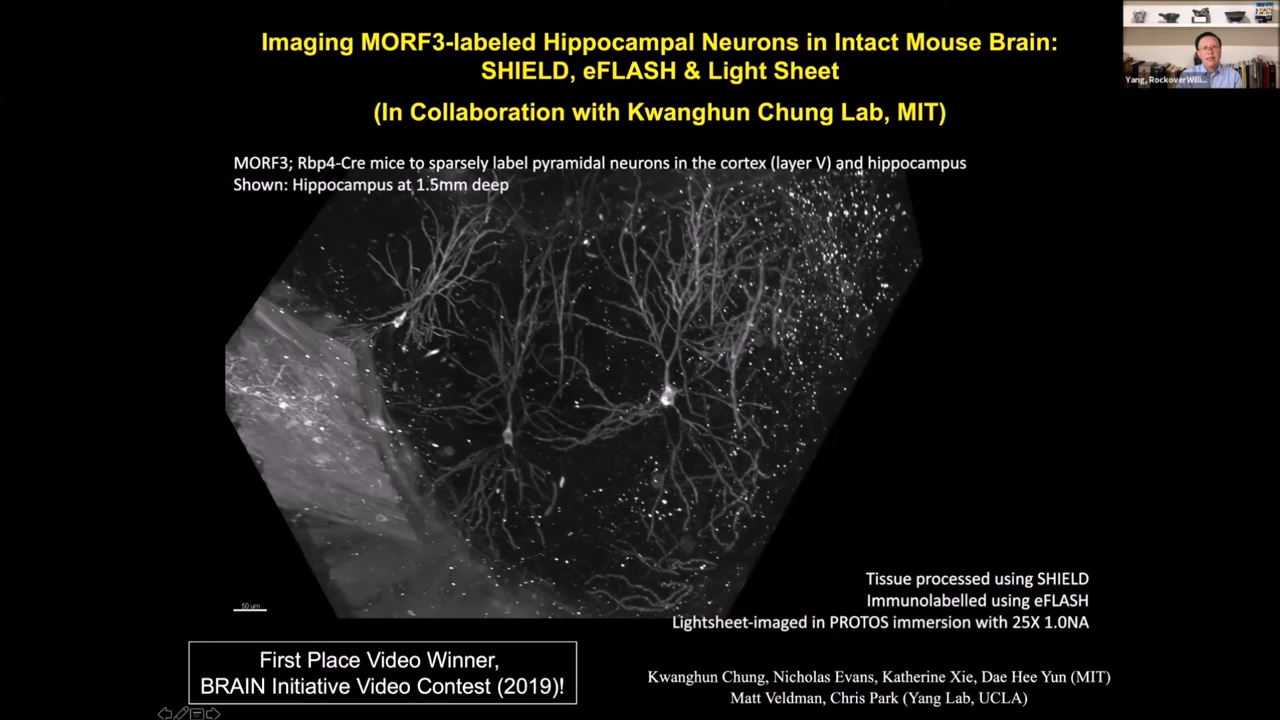 Imaging MORF3-labeled Hippocampal Neurons in Intact Mouse Brain:
SHIELD, eFLASH & Light Sheet
(In Collaboration with Kwanghun Chung Lab, MIT)
Yang, RockoverWilli...
MORF3; Rbp4-Cre mice to sparsely label pyramidal neurons in the cortex (layer V) and hippocampus
Shown: Hippocampus at 1.5mm deep
50 um
Tissue processed using SHIELD
Immunolabelled using eFLASH
Lightsheet-imaged in PROTOS immersion with 25X 1.0NA
First Place Video Winner,
BRAIN Initiative Video Contest (2019)!
Kwanghun Chung, Nicholas Evans, Katherine Xie, Dae Hee Yun (MIT)
Matt Veldman, Chris Park (Yang Lab, UCLA)